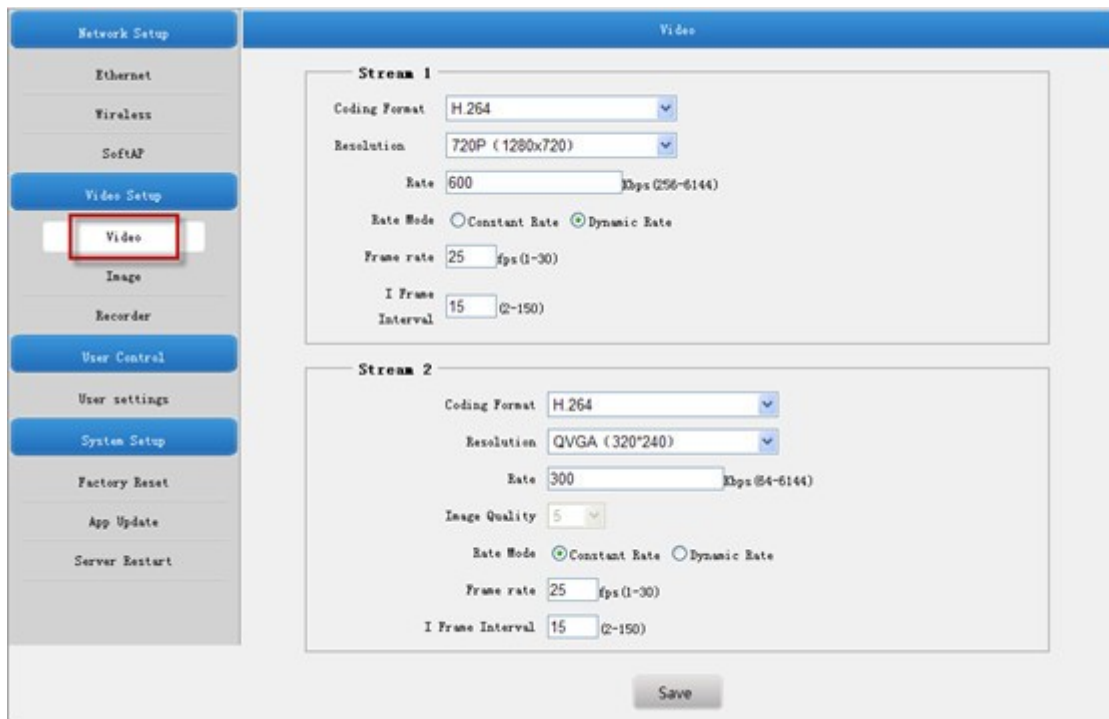 Network Setup
Ethernet
Wireless
SoftAP
Video Setup
Video
Image
Recorder
User Control
User settings
System Setup
Factory Reset
App Update
Server Restart
Video
Stream 1
Coding Format H.264
Resolution 720P (1280x720)
Rate 600 Kbps(256-6144)
Rate Mode Constant Rate Dynamic Rate
Frame rate 25 fps(1-30)
I Frame
Interval 15 (2-150)
Stream 2
Coding Format H.264
Resolution QVGA (320*240)
Rate 300 Kbps(64-6144)
Image Quality 5
Rate Mode Constant Rate Dynamic Rate
Frame rate 25 fps(1-30)
I Frame Interval 15 (2-150)
Save